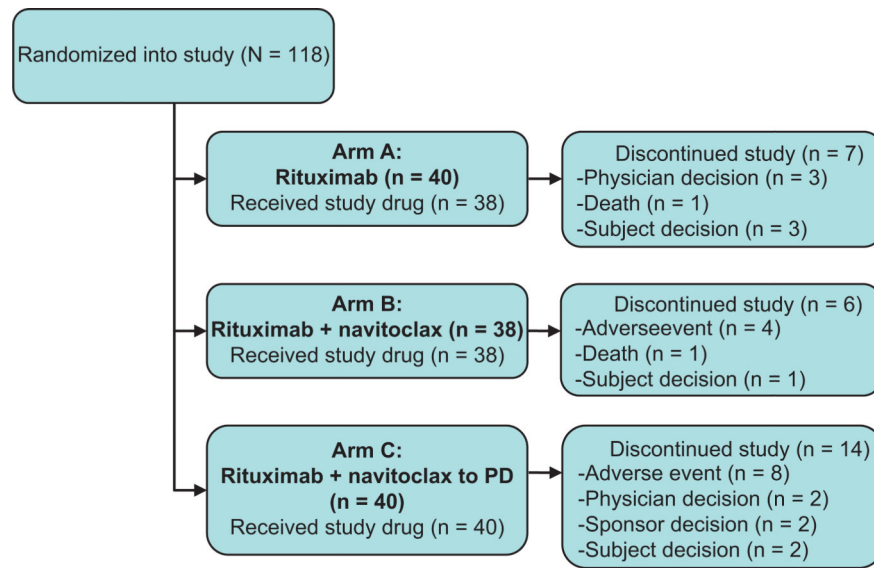 Randomized into study (N = 118)
Arm A:
Rituximab (n = 40)
Received study drug (n = 38)
Discontinued study (n = 7)
-Physician decision (n = 3)
-Death (n = 1)
-Subject decision (n = 3)
Arm B:
Rituximab + navitoclax (n = 38)
Received study drug (n = 38)
Discontinued study (n = 6)
-Adverseevent (n = 4)
-Death (n = 1)
-Subject decision (n = 1)
Arm C:
Rituximab + navitoclax to PD
(n = 40)
Received study drug (n = 40)
Discontinued study (n = 14)
-Adverse event (n = 8)
-Physician decision (n = 2)
-Sponsor decision (n = 2)
-Subject decision (n = 2)